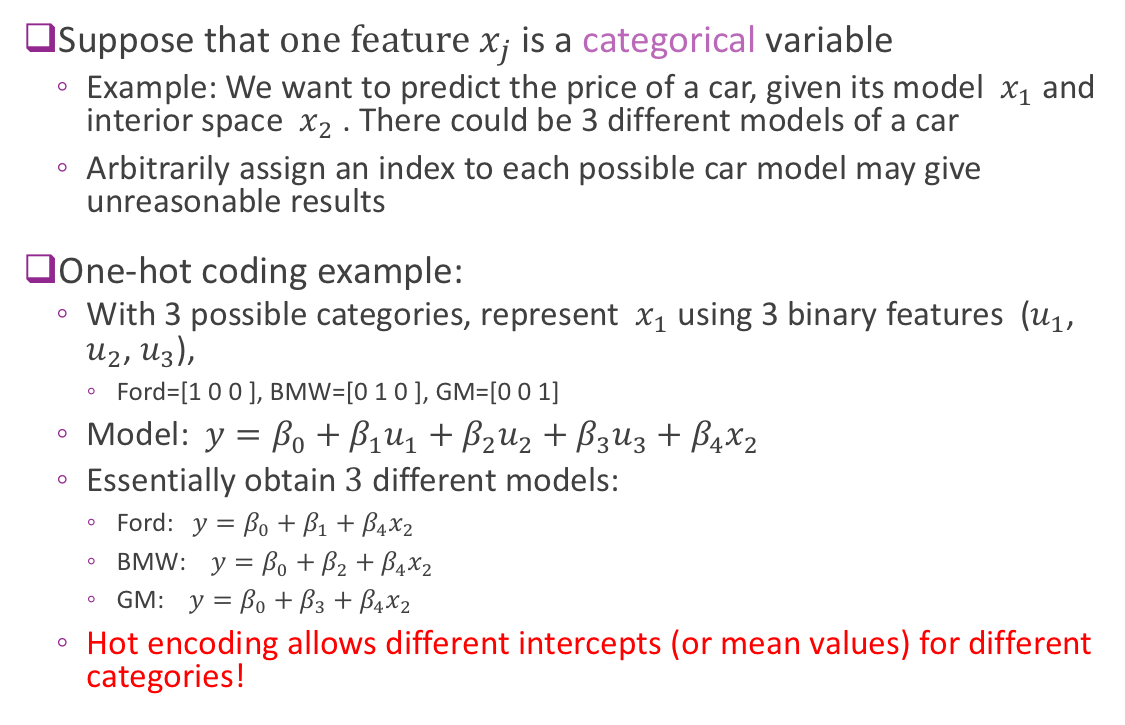 ❑Suppose that one feature 𝑥𝑗 is a categorical variable
◦ Example: We want to predict the price of a car, given its model 𝑥₁ and
interior space 𝑥₂ . There could be 3 different models of a car
◦ Arbitrarily assign an index to each possible car model may give
unreasonable results
❑One-hot coding example:
◦ With 3 possible categories, represent 𝑥₁ using 3 binary features (𝑢₁,
𝑢₂, 𝑢₃),
◦ Ford=[1 0 0 ], BMW=[0 1 0 ], GM=[0 0 1]
◦ Model: 𝑦 = 𝛽₀ + 𝛽₁𝑢₁ + 𝛽₂𝑢₂ + 𝛽₃𝑢₃ + 𝛽₄𝑥₂
◦ Essentially obtain 3 different models:
◦ Ford: 𝑦 = 𝛽₀ + 𝛽₁ + 𝛽₄𝑥₂
◦ BMW: 𝑦 = 𝛽₀ + 𝛽₂ + 𝛽₄𝑥₂
◦ GM: 𝑦 = 𝛽₀ + 𝛽₃ + 𝛽₄𝑥₂
◦ Hot encoding allows different intercepts (or mean values) for different
categories!